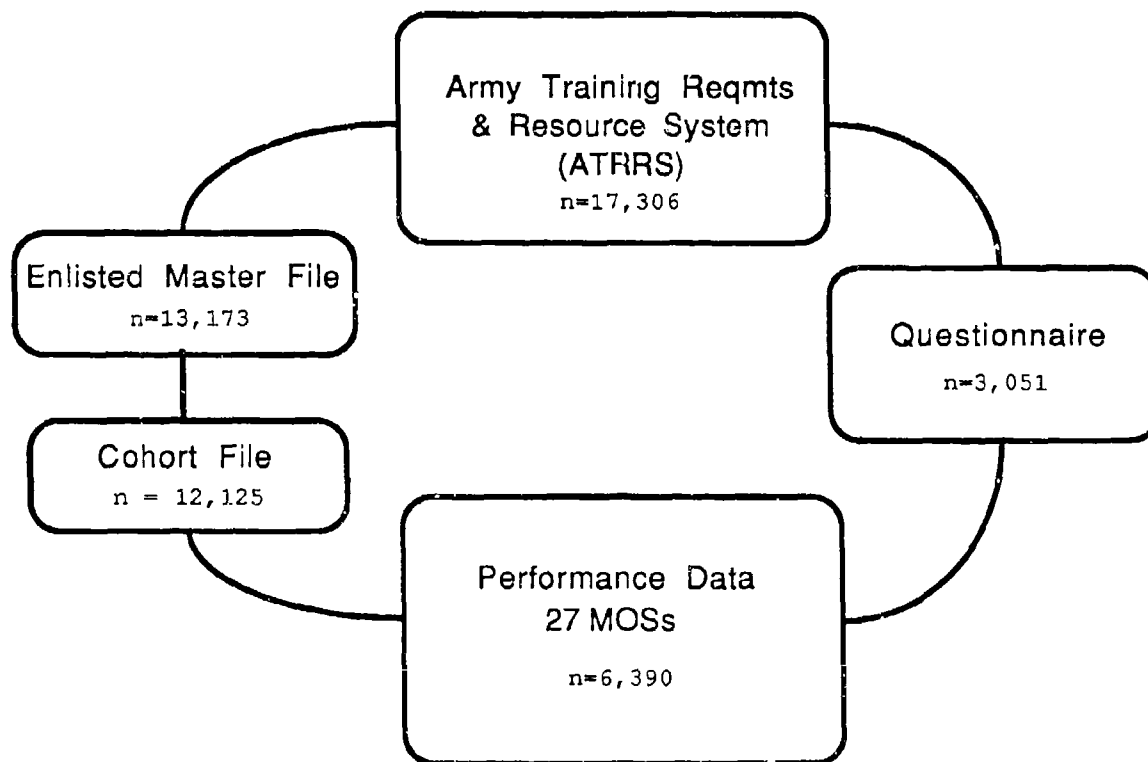 Army Training Reqmts
& Resource System
(ATRRS)
n=17,306
Enlisted Master File
n=13,173
Questionnaire
n=3,051
Cohort File
n = 12,125
Performance Data
27 MOSs
n=6,390